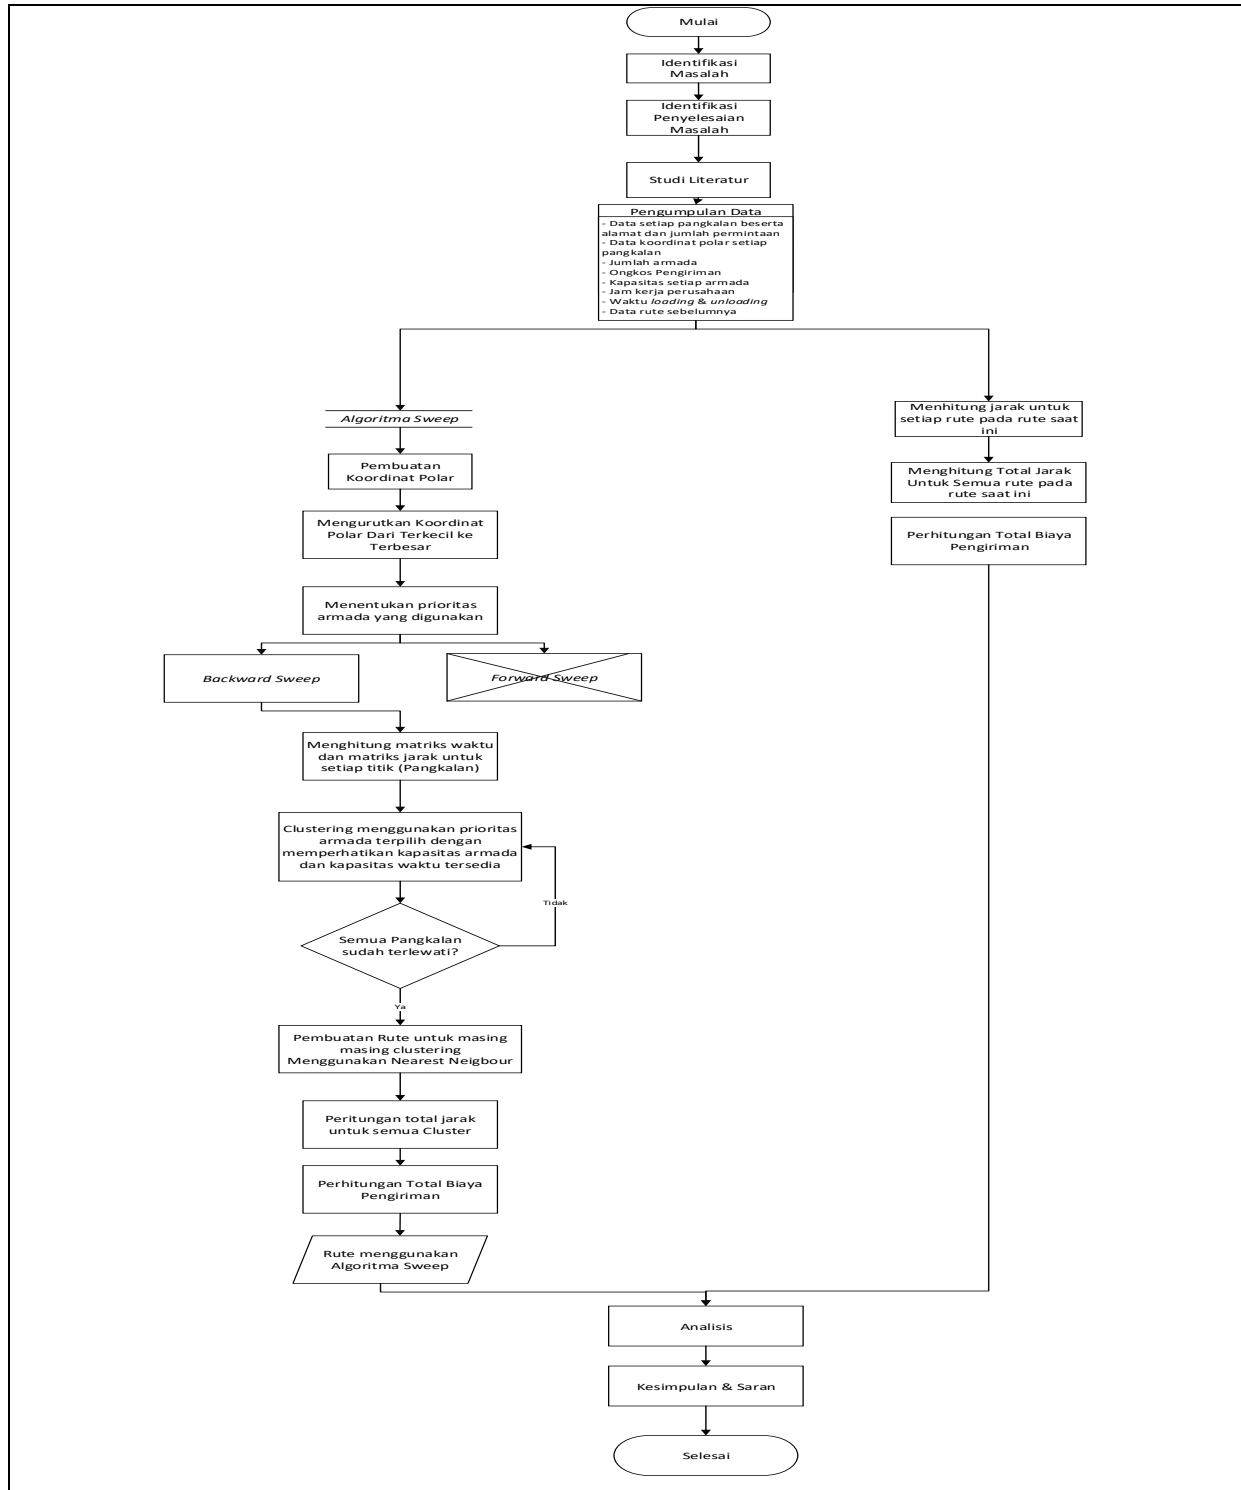 Mulai
Identifikasi
Masalah
Identifikasi
Penyelesaian
Masalah
Studi Literatur
Pengumpulan Data
- Data setiap pangkalan beserta
alamat dan jumlah permintaan
- Data koordinat polar setiap
pangkalan
- Jumlah armada
- Ongkos Pengiriman
- Kapasitas setiap armada
- Jam kerja perusahaan
- Waktu loading & unloading
- Data rute sebelumnya
Algoritma Sweep
Pembuatan
Koordinat Polar
Mengurutkan Koordinat
Polar Dari Terkecil ke
Terbesar
Menentukan prioritas
armada yang digunakan
Backward Sweep
Forward Sweep
Menghitung matriks waktu
dan matriks jarak untuk
setiap titik (Pangkalan)
Clustering menggunakan prioritas
armada terpilih dengan
memperhatikan kapasitas armada
dan kapasitas waktu tersedia
Tidak
Semua Pangkalan
sudah terlewati?
Ya
Pembuatan Rute untuk masing
masing clustering
Menggunakan Nearest Neigbour
Peritungan total jarak
untuk semua Cluster
Perhitungan Total Biaya
Pengiriman
Rute menggunakan
Algoritma Sweep
Menhitung jarak untuk
setiap rute pada rute saat
ini
Menghitung Total Jarak
Untuk Semua rute pada
rute saat ini
Perhitungan Total Biaya
Pengiriman
Analisis
Kesimpulan & Saran
Selesai